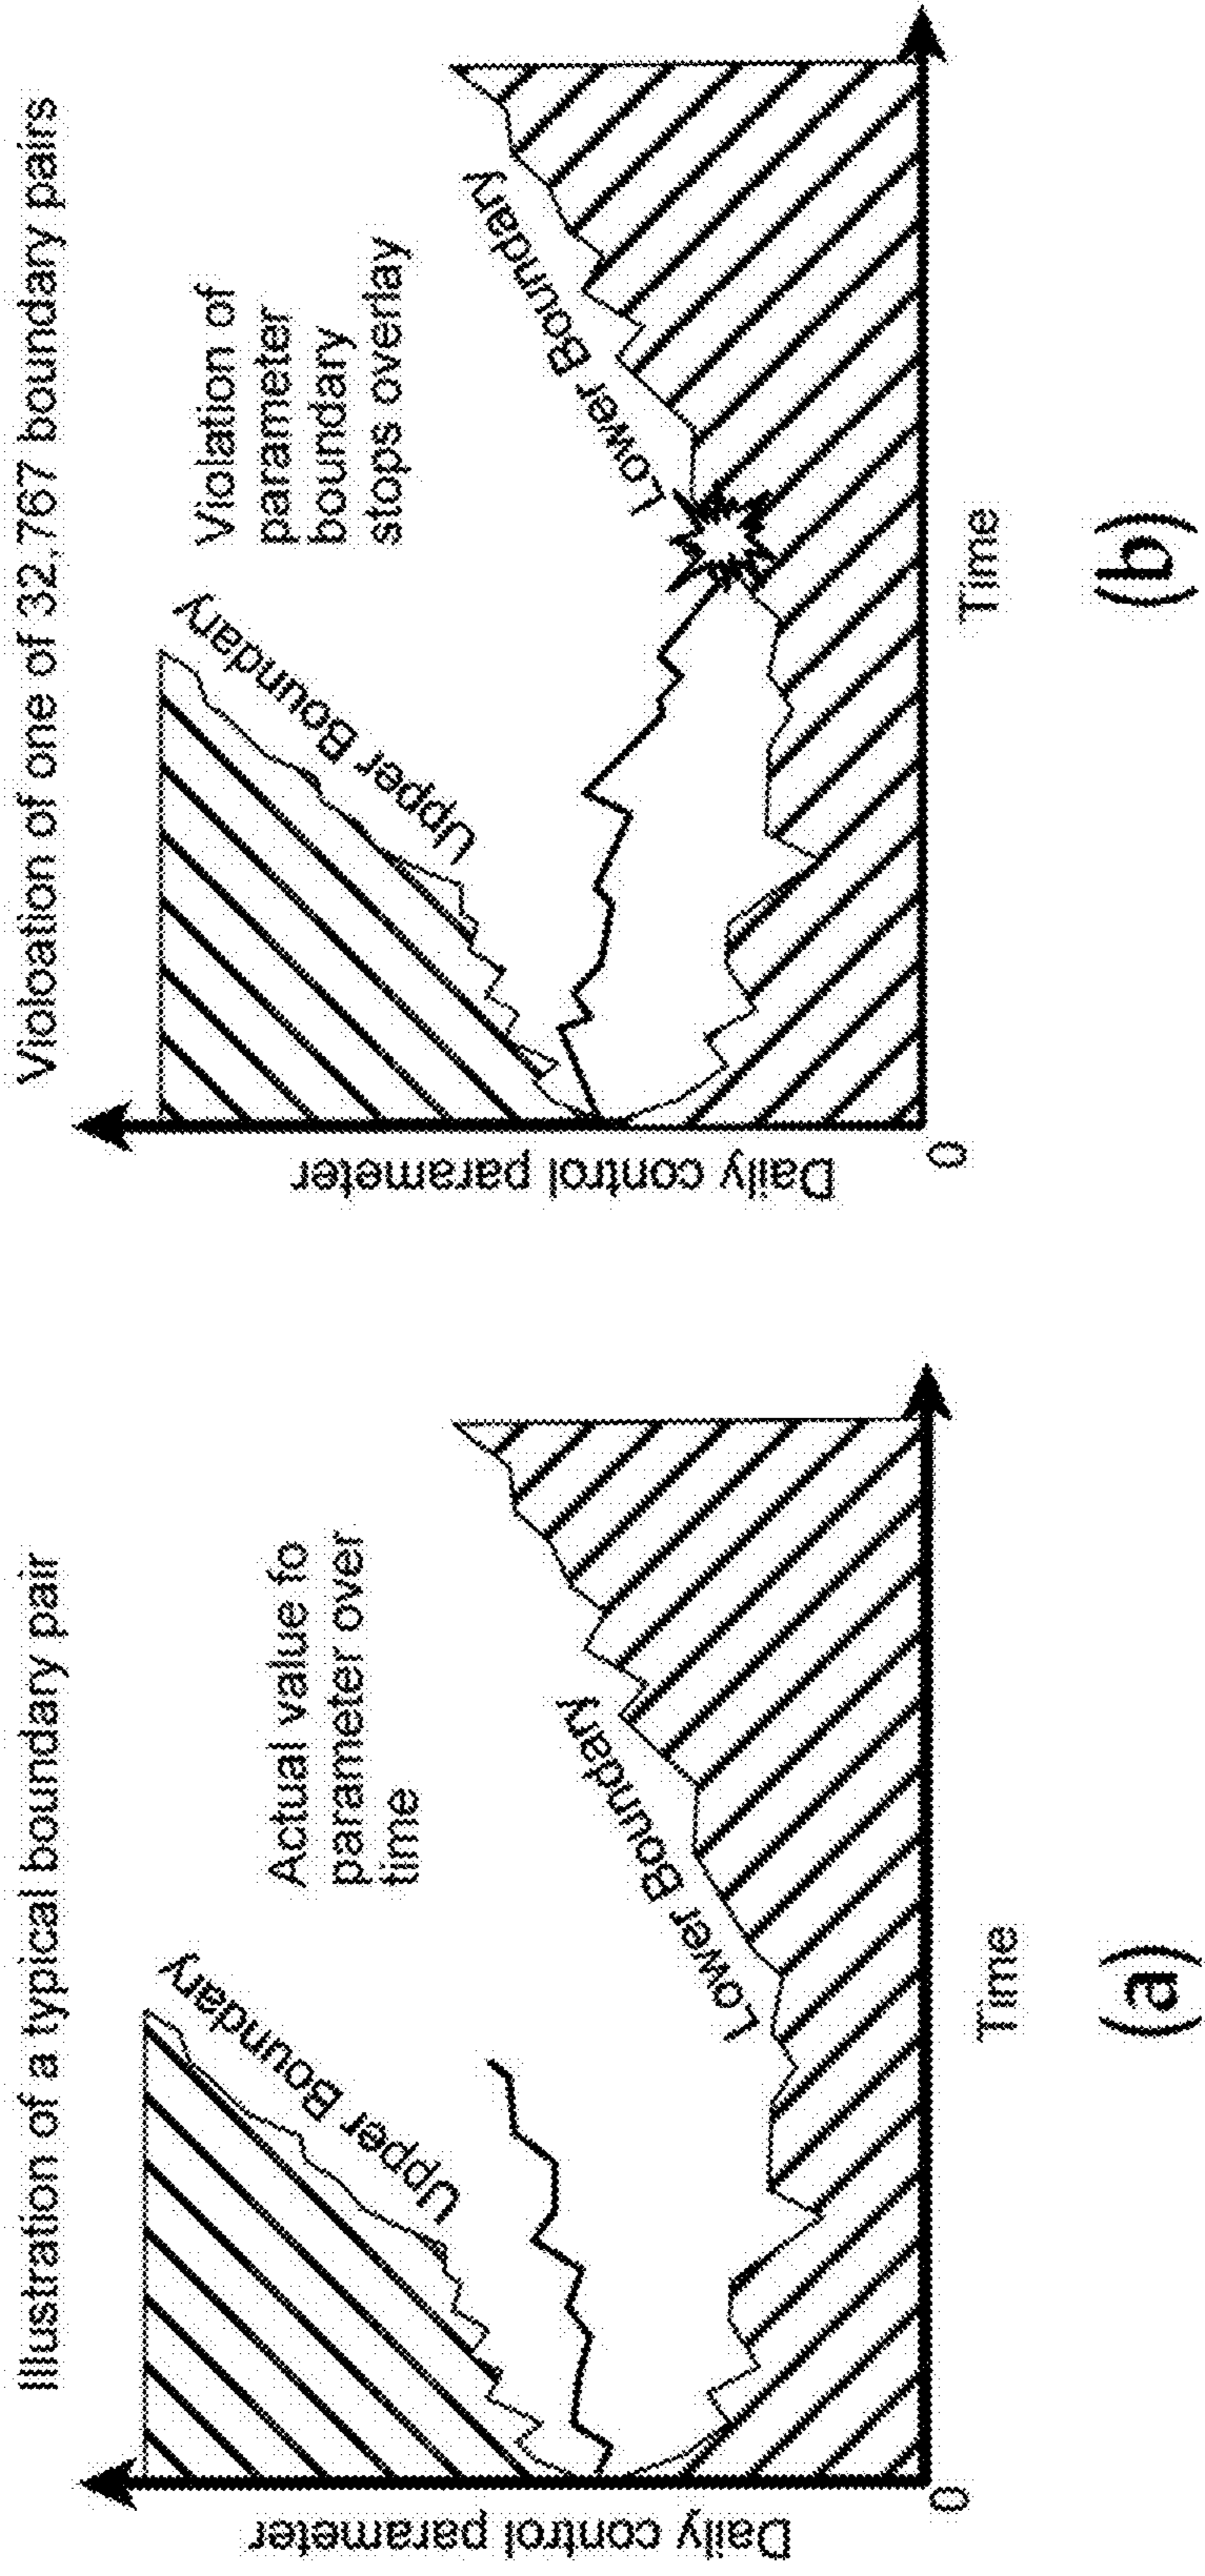 Illustration of a typical boundary pair
Daily control parameter
Upper Boundary
Actual value fo
parameter over
time
Lower Boundary
0
Time
(a)
Violoation of one of 32,767 boundary pairs
Daily control parameter
Upper Boundary
Violation of
parameter
boundary
stops overlay
Lower Boundary
0
Time
(b)